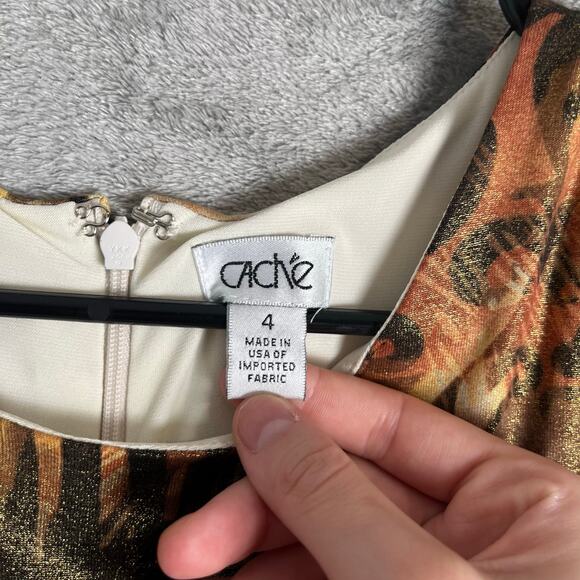 caché
4
MADE IN
USA OF
IMPORTED
FABRIC